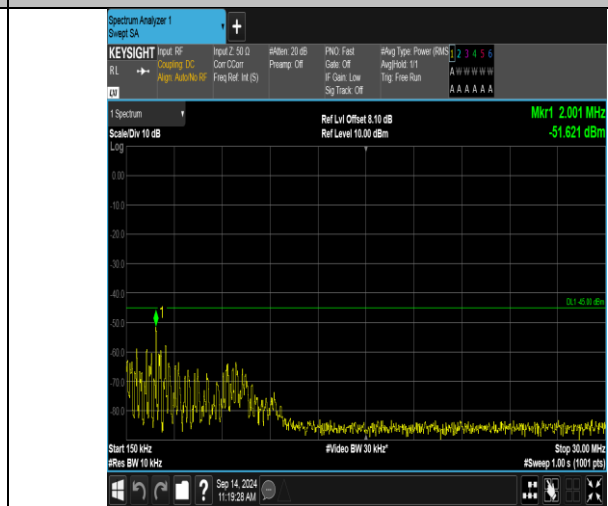 Spectrum Analyzer 1
Swept SA
+
KEYSIGHT Input: RF Input Z: 50 Ω #Atten: 20 dB PNO: Fast #Avg Type: Power (RMS 1 2 3 4 5 6
RL Coupling: DC Corr CCorr Preamp: Off Gate: Off Avg|Hold: 1/1 A W W W W W
Align: Auto/No RF Freq Ref: Int (S) IF Gain: Low Trig: Free Run
Sig Track: Off A A A A A A
LXI
1 Spectrum Ref Lvl Offset 8.10 dB Mkr1 2.001 MHz
Scale/Div 10 dB Ref Level 10.00 dBm -51.621 dBm
Log
0.00
-10.0
-20.0
-30.0
-40.0
DL1 -45.00 dBm
1
-50.0
-60.0
-70.0
-80.0
Start 150 kHz #Video BW 30 kHz* Stop 30.00 MHz
#Res BW 10 kHz #Sweep 1.00 s (1001 pts)
? Sep 14, 2024
11:19:28 AM